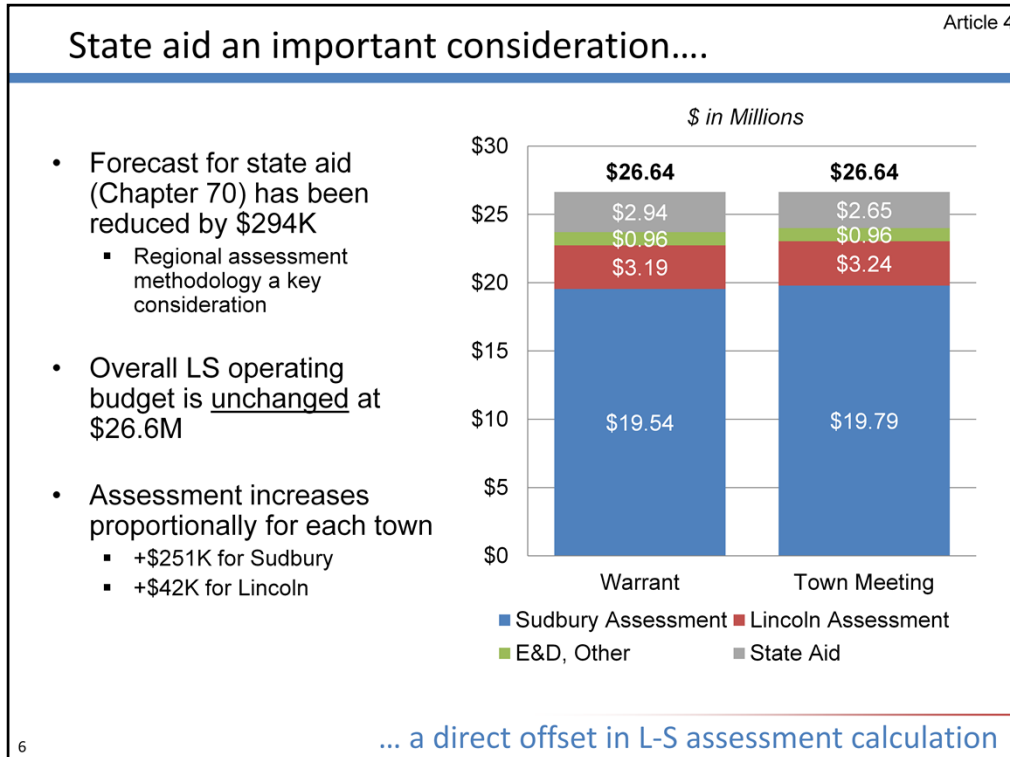 Article 4
State aid an important consideration....
• Forecast for state aid
(Chapter 70) has been
reduced by $294K
▪ Regional assessment
methodology a key
consideration
• Overall LS operating
budget is unchanged at
$26.6M
• Assessment increases
proportionally for each town
▪ +$251K for Sudbury
▪ +$42K for Lincoln
$ in Millions
$30
$25
$20
$15
$10
$5
$0
$26.64
$2.94
$0.96
$3.19
$19.54
$26.64
$2.65
$0.96
$3.24
$19.79
Warrant Town Meeting
Sudbury Assessment Lincoln Assessment
E&D, Other State Aid
6
... a direct offset in L-S assessment calculation